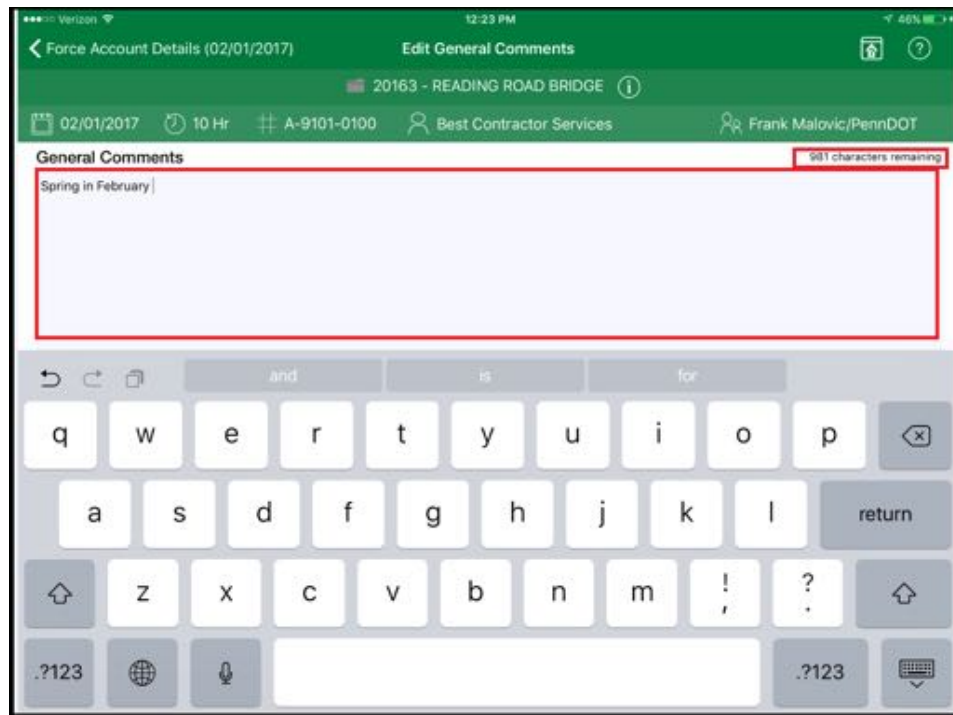 Verizon 12:23 PM 46%
Force Account Details (02/01/2017) Edit General Comments ?
20163 - READING ROAD BRIDGE i
02/01/2017 10 Hr # A-9101-0100 Best Contractor Services Frank Malovic/PennDOT
General Comments 981 characters remaining
Spring in February
and is for
q w e r t y u i o p
a s d f g h j k l return
z x c v b n m ! , ? .
.?123 .?123